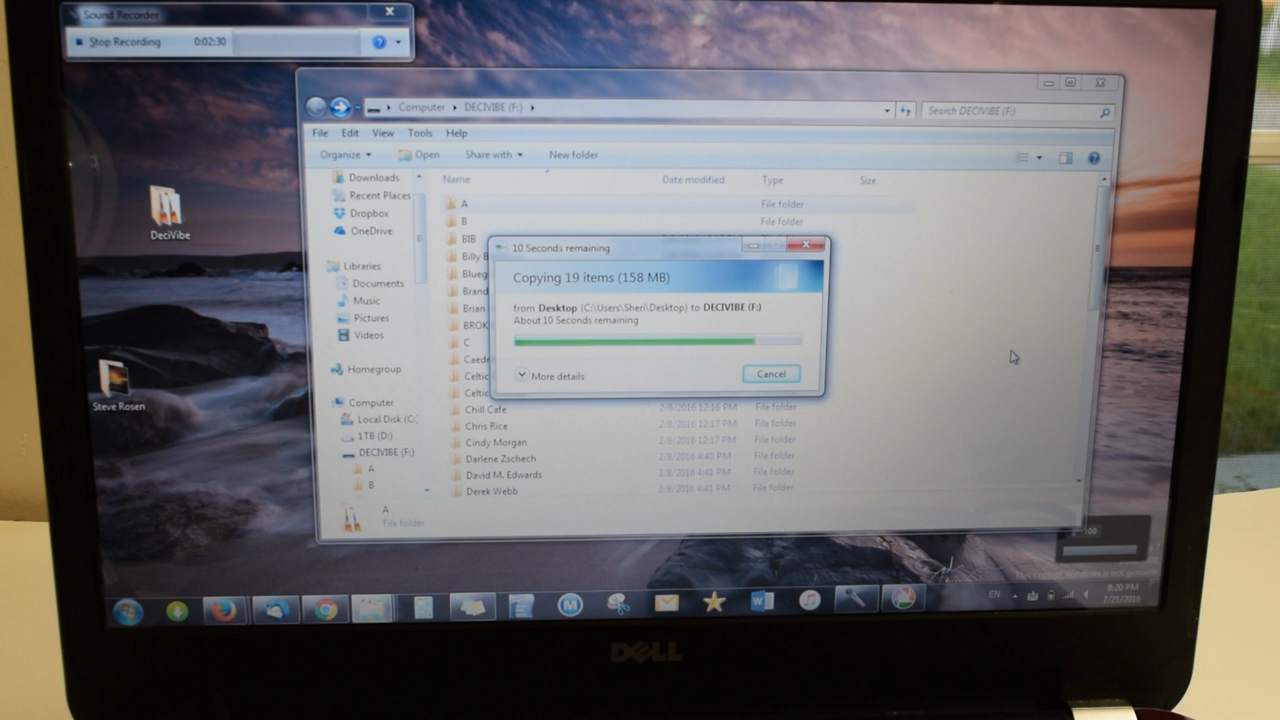 Sound Recorder
Stop Recording 0:02:30
Computer DECIVIBE (F:)
Search DECIVIBE (F:)
File Edit View Tools Help
Organize Open Share with New folder
Name Date modified Type Size
Downloads
Recent Places
Dropbox
OneDrive
Libraries
Documents
Music
Pictures
Videos
Homegroup
Computer
Local Disk (C:
1TB (D:)
DECIVIBE (F:)
A
B
A File folder
B File folder
BIB
Billy B
Blueg
Brand
Brian
BROK
C
Caede
Celtic
Celtic
Chill Cafe 2/8/2016 12:16 PM File folder
Chris Rice 2/8/2016 12:17 PM File folder
Cindy Morgan 2/8/2016 12:17 PM File folder
Darlene Zschech 2/8/2016 4:40 PM File folder
David M. Edwards 2/8/2016 4:41 PM File folder
Derek Webb 2/8/2016 4:41 PM File folder
10 Seconds remaining
Copying 19 items (158 MB)
from Desktop (C:\Users\Sheri\Desktop) to DECIVIBE (F:)
About 10 Seconds remaining
More details
Cancel
A
File folder
DeciVibe
Steve Rosen
100
EN
8:20 PM
7/21/2016
DELL